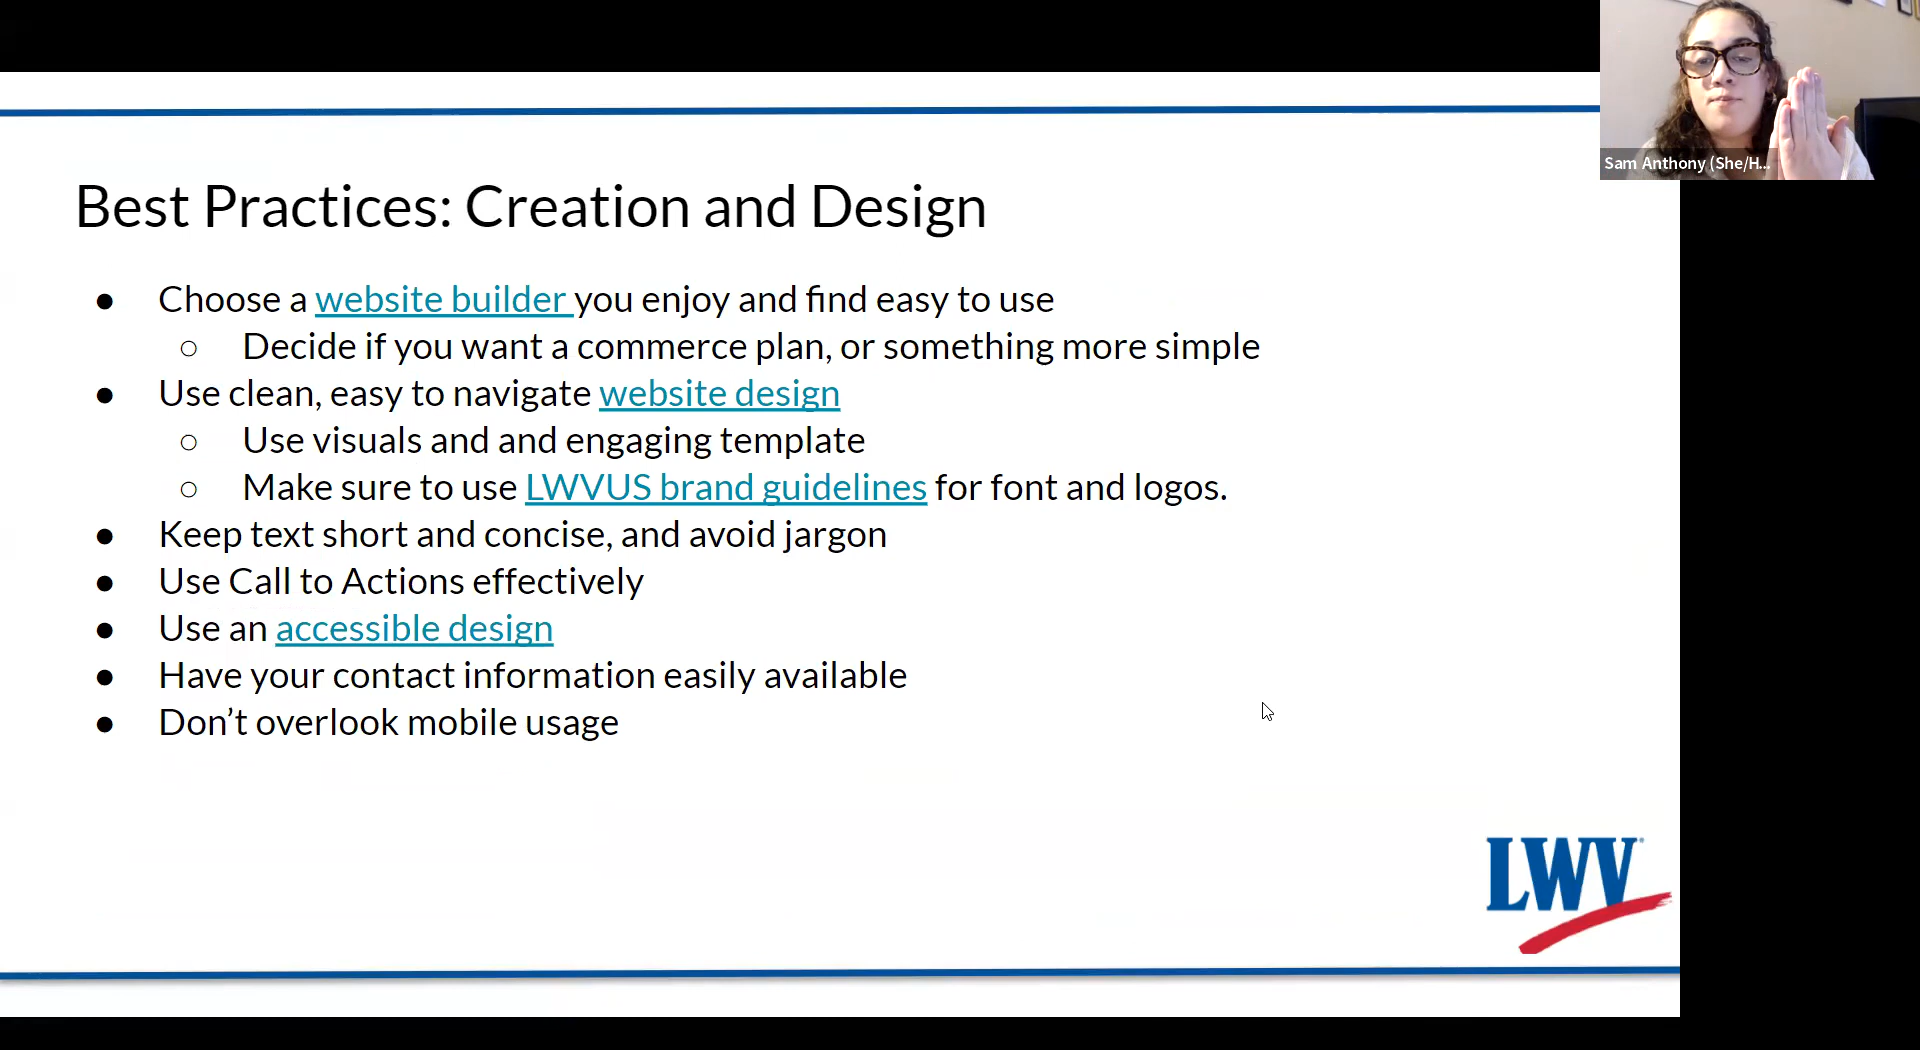 Sam Anthony (She/H...
Best Practices: Creation and Design
● Choose a website builder you enjoy and find easy to use
○ Decide if you want a commerce plan, or something more simple
● Use clean, easy to navigate website design
○ Use visuals and and engaging template
○ Make sure to use LWVUS brand guidelines for font and logos.
● Keep text short and concise, and avoid jargon
● Use Call to Actions effectively
● Use an accessible design
● Have your contact information easily available
● Don’t overlook mobile usage
LWV